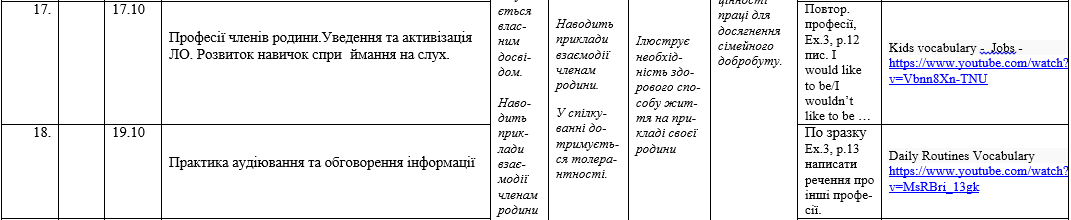 17.
17.10
Професії членів родини.Уведення та активізація
ЛО. Розвиток навичок спри ймання на слух.
ється
влас-
ним
досві-
дом.
Наво-
дить
прик-
лади
взає-
модії
членам
родини
Наводить
приклади
взаємодії
членам
родини.
У спілку-
ванні до-
тримуєть-
ся толера-
нтності.
Ілюструє
необхід-
ність здо-
рового спо-
собу жит-
тя на при-
кладі своєї
родини
цінності
праці для
досягнення
сімейного
добробуту.
Повтор.
професії,
Ex.3, p.12
пис. I
would like
to be/I
wouldn’t
like to be …
Kids vocabulary - Jobs -
https://www.youtube.com/watch?
v=Vbnn8Xn-TNU
18.
19.10
Практика аудіювання та обговорення інформації
По зразку
Ex.3, p.13
написати
речення про
інші профе-
сії.
Daily Routines Vocabulary
https://www.youtube.com/watch?
v=MsRBri_13gk